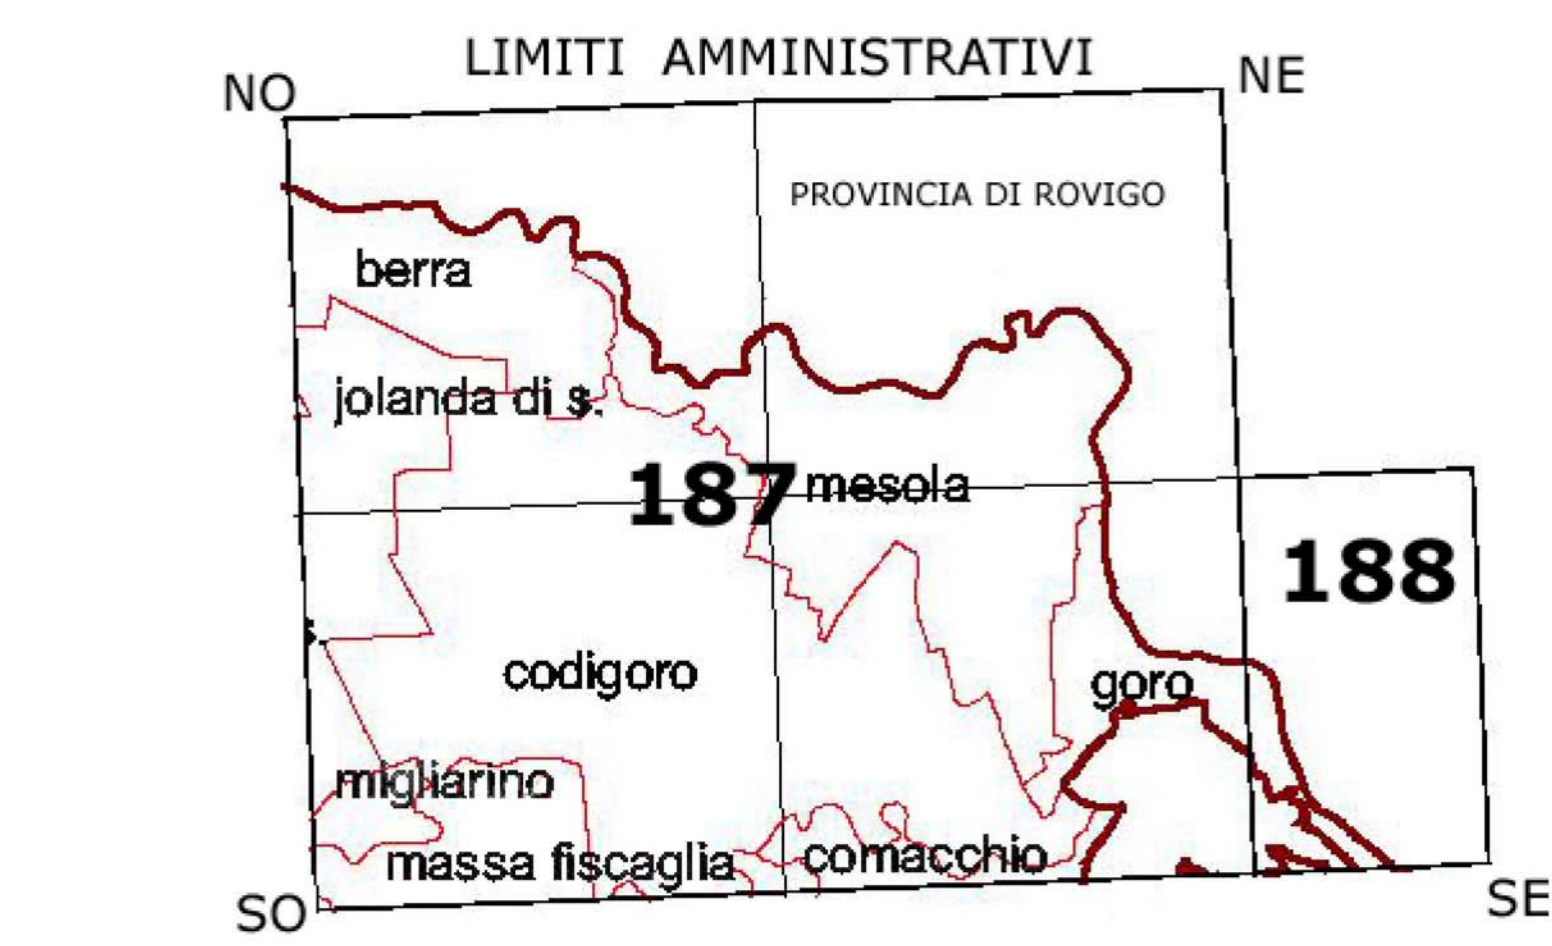 LIMITI AMMINISTRATIVI
NO
NE
PROVINCIA DI ROVIGO
berra
jolanda di s.
187
mesola
188
s.
codigoro
goro
migliarino
massa fiscaglia
comacchio
SO
SE